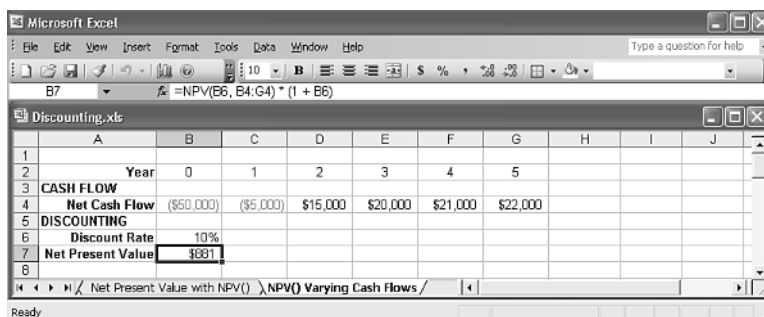 Microsoft Excel
File Edit View Insert Format Tools Data Window Help Type a question for help
10 B $ % ,
B7 fx =NPV(B6, B4:G4) * (1 + B6)
Discounting.xls
A B C D E F G H I J
1
2 Year 0 1 2 3 4 5
3 CASH FLOW
4 Net Cash Flow ($50,000) ($5,000) $15,000 $20,000 $21,000 $22,000
5 DISCOUNTING
6 Discount Rate 10%
7 Net Present Value $881
8
Net Present Value with NPV() NPV() Varying Cash Flows
Ready